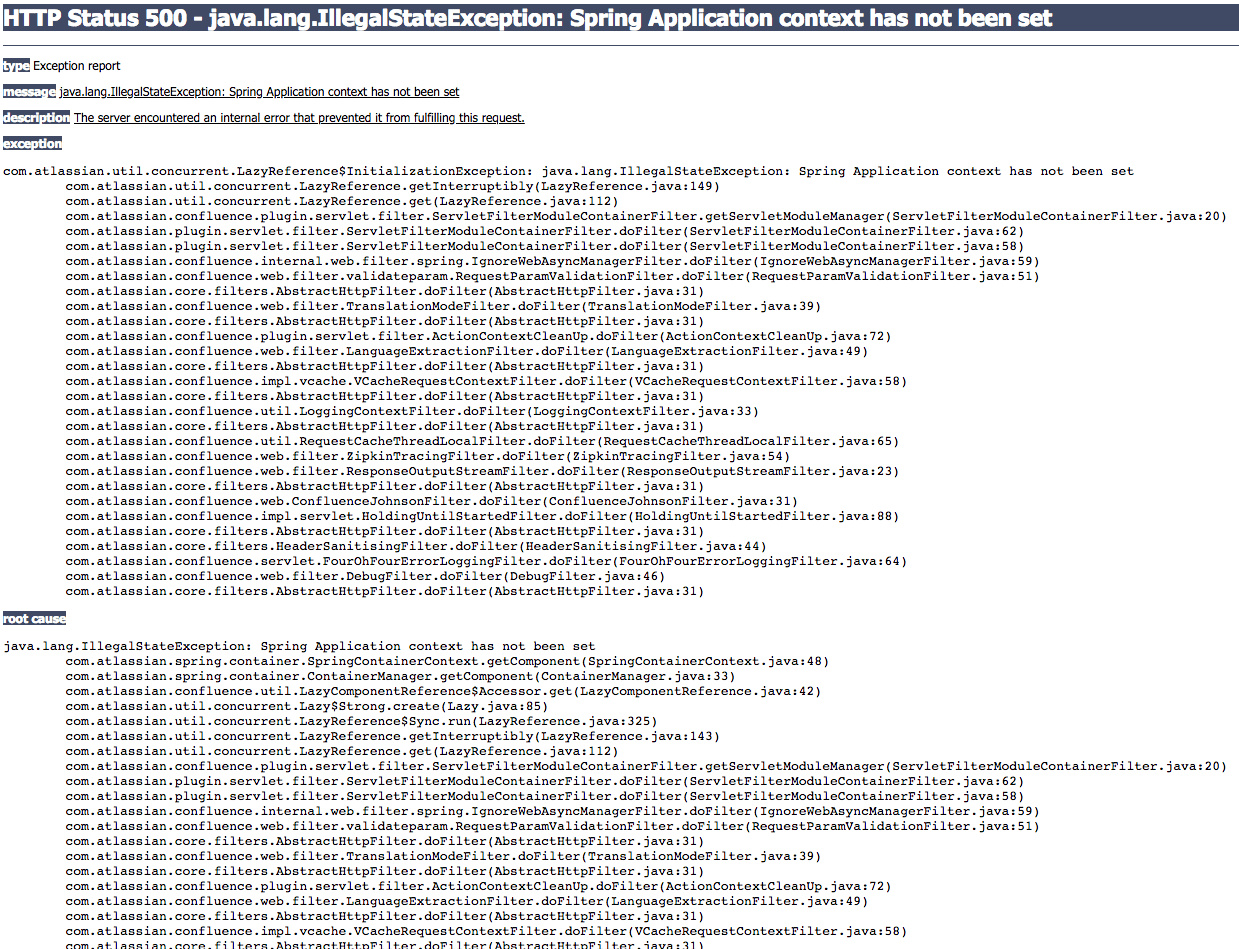 HTTP Status 500 - java.lang.IllegalStateException: Spring Application context has not been set
type Exception report
message java.lang.IllegalStateException: Spring Application context has not been set
description The server encountered an internal error that prevented it from fulfilling this request.
exception
com.atlassian.util.concurrent.LazyReference$InitializationException: java.lang.IllegalStateException: Spring Application context has not been set
com.atlassian.util.concurrent.LazyReference.getInterruptibly(LazyReference.java:149)
com.atlassian.util.concurrent.LazyReference.get(LazyReference.java:112)
com.atlassian.confluence.plugin.servlet.filter.ServletFilterModuleContainerFilter.getServletModuleManager(ServletFilterModuleContainerFilter.java:20)
com.atlassian.plugin.servlet.filter.ServletFilterModuleContainerFilter.doFilter(ServletFilterModuleContainerFilter.java:62)
com.atlassian.plugin.servlet.filter.ServletFilterModuleContainerFilter.doFilter(ServletFilterModuleContainerFilter.java:58)
com.atlassian.confluence.internal.web.filter.spring.IgnoreWebAsyncManagerFilter.doFilter(IgnoreWebAsyncManagerFilter.java:59)
com.atlassian.confluence.web.filter.validateparam.RequestParamValidationFilter.doFilter(RequestParamValidationFilter.java:51)
com.atlassian.core.filters.AbstractHttpFilter.doFilter(AbstractHttpFilter.java:31)
com.atlassian.confluence.web.filter.TranslationModeFilter.doFilter(TranslationModeFilter.java:39)
com.atlassian.core.filters.AbstractHttpFilter.doFilter(AbstractHttpFilter.java:31)
com.atlassian.confluence.plugin.servlet.filter.ActionContextCleanUp.doFilter(ActionContextCleanUp.java:72)
com.atlassian.confluence.web.filter.LanguageExtractionFilter.doFilter(LanguageExtractionFilter.java:49)
com.atlassian.core.filters.AbstractHttpFilter.doFilter(AbstractHttpFilter.java:31)
com.atlassian.confluence.impl.vcache.VCacheRequestContextFilter.doFilter(VCacheRequestContextFilter.java:58)
com.atlassian.core.filters.AbstractHttpFilter.doFilter(AbstractHttpFilter.java:31)
com.atlassian.confluence.util.LoggingContextFilter.doFilter(LoggingContextFilter.java:33)
com.atlassian.core.filters.AbstractHttpFilter.doFilter(AbstractHttpFilter.java:31)
com.atlassian.confluence.util.RequestCacheThreadLocalFilter.doFilter(RequestCacheThreadLocalFilter.java:65)
com.atlassian.confluence.web.filter.ZipkinTracingFilter.doFilter(ZipkinTracingFilter.java:54)
com.atlassian.confluence.web.filter.ResponseOutputStreamFilter.doFilter(ResponseOutputStreamFilter.java:23)
com.atlassian.core.filters.AbstractHttpFilter.doFilter(AbstractHttpFilter.java:31)
com.atlassian.confluence.web.ConfluenceJohnsonFilter.doFilter(ConfluenceJohnsonFilter.java:31)
com.atlassian.confluence.impl.servlet.HoldingUntilStartedFilter.doFilter(HoldingUntilStartedFilter.java:88)
com.atlassian.core.filters.AbstractHttpFilter.doFilter(AbstractHttpFilter.java:31)
com.atlassian.core.filters.HeaderSanitisingFilter.doFilter(HeaderSanitisingFilter.java:44)
com.atlassian.confluence.servlet.FourOhFourErrorLoggingFilter.doFilter(FourOhFourErrorLoggingFilter.java:64)
com.atlassian.confluence.web.filter.DebugFilter.doFilter(DebugFilter.java:46)
com.atlassian.core.filters.AbstractHttpFilter.doFilter(AbstractHttpFilter.java:31)
root cause
java.lang.IllegalStateException: Spring Application context has not been set
com.atlassian.spring.container.SpringContainerContext.getComponent(SpringContainerContext.java:48)
com.atlassian.spring.container.ContainerManager.getComponent(ContainerManager.java:33)
com.atlassian.confluence.util.LazyComponentReference$Accessor.get(LazyComponentReference.java:42)
com.atlassian.util.concurrent.Lazy$Strong.create(Lazy.java:85)
com.atlassian.util.concurrent.LazyReference$Sync.run(LazyReference.java:325)
com.atlassian.util.concurrent.LazyReference.getInterruptibly(LazyReference.java:143)
com.atlassian.util.concurrent.LazyReference.get(LazyReference.java:112)
com.atlassian.confluence.plugin.servlet.filter.ServletFilterModuleContainerFilter.getServletModuleManager(ServletFilterModuleContainerFilter.java:20)
com.atlassian.plugin.servlet.filter.ServletFilterModuleContainerFilter.doFilter(ServletFilterModuleContainerFilter.java:62)
com.atlassian.plugin.servlet.filter.ServletFilterModuleContainerFilter.doFilter(ServletFilterModuleContainerFilter.java:58)
com.atlassian.confluence.internal.web.filter.spring.IgnoreWebAsyncManagerFilter.doFilter(IgnoreWebAsyncManagerFilter.java:59)
com.atlassian.confluence.web.filter.validateparam.RequestParamValidationFilter.doFilter(RequestParamValidationFilter.java:51)
com.atlassian.core.filters.AbstractHttpFilter.doFilter(AbstractHttpFilter.java:31)
com.atlassian.confluence.web.filter.TranslationModeFilter.doFilter(TranslationModeFilter.java:39)
com.atlassian.core.filters.AbstractHttpFilter.doFilter(AbstractHttpFilter.java:31)
com.atlassian.confluence.plugin.servlet.filter.ActionContextCleanUp.doFilter(ActionContextCleanUp.java:72)
com.atlassian.confluence.web.filter.LanguageExtractionFilter.doFilter(LanguageExtractionFilter.java:49)
com.atlassian.core.filters.AbstractHttpFilter.doFilter(AbstractHttpFilter.java:31)
com.atlassian.confluence.impl.vcache.VCacheRequestContextFilter.doFilter(VCacheRequestContextFilter.java:58)
com.atlassian.core.filters.AbstractHttpFilter.doFilter(AbstractHttpFilter.java:31)